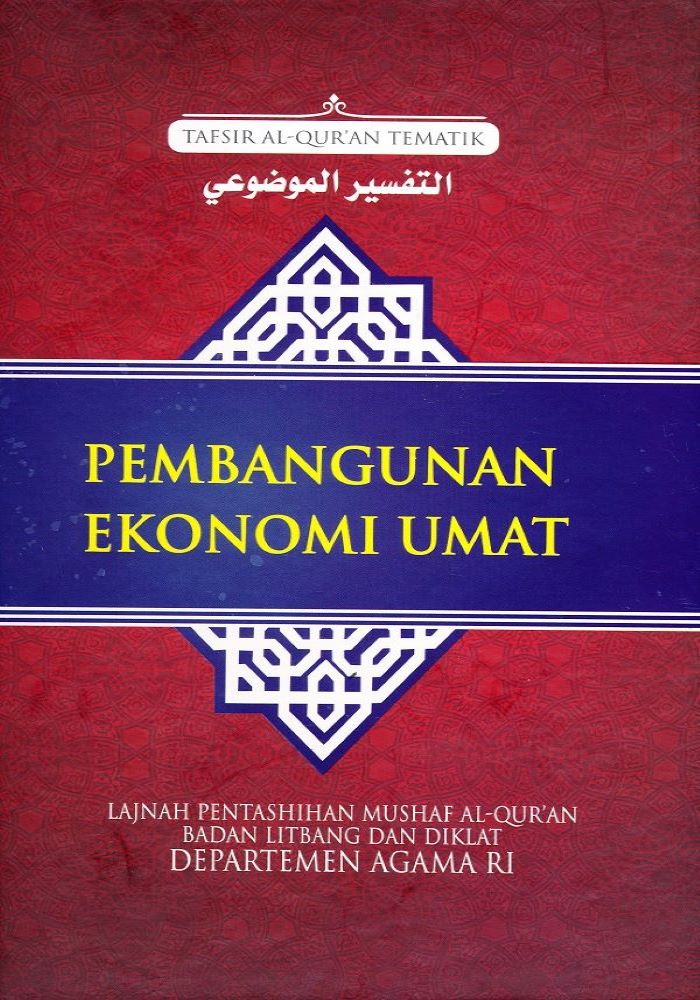 TAFSIR AL-QUR'AN TEMATIK
التفسير الموضوعي
PEMBANGUNAN
EKONOMI UMAT
LAJNAH PENTASHIHAN MUSHAF AL-QUR'AN
BADAN LITBANG DAN DIKLAT
DEPARTEMEN AGAMA RI